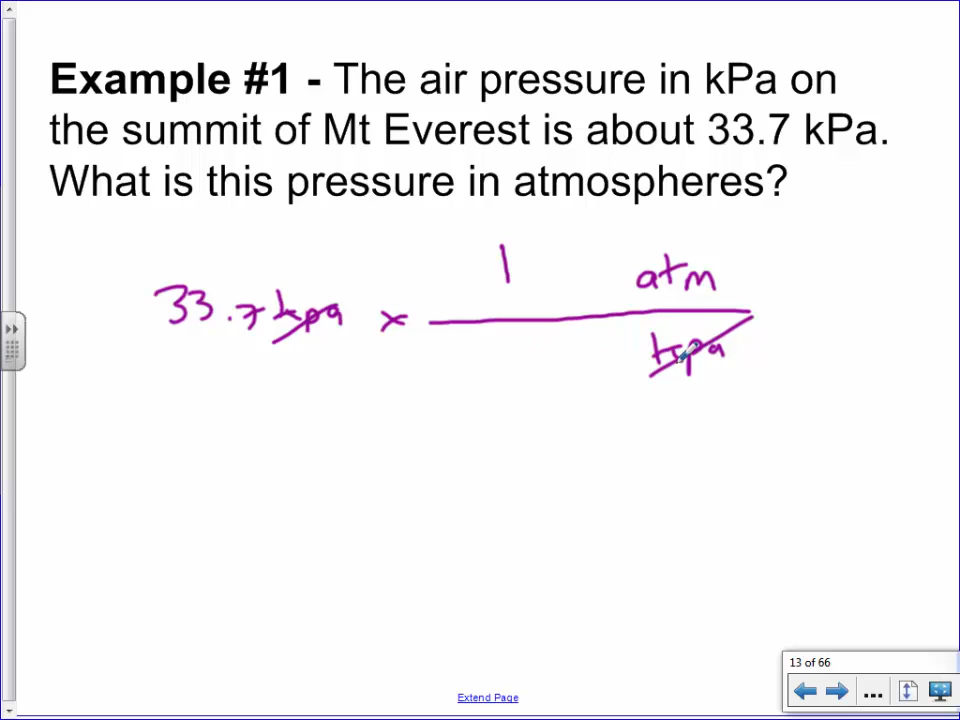 Example #1 - The air pressure in kPa on
the summit of Mt Everest is about 33.7 kPa.
What is this pressure in atmospheres?
1 atm
33.7 kpa ×
kpa
13 of 66
...
Extend Page